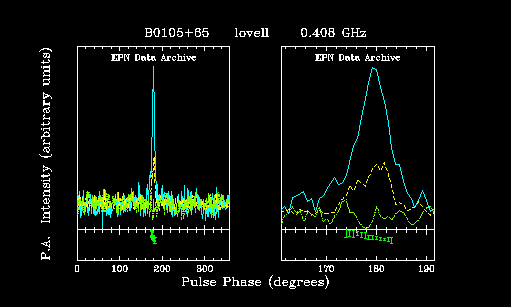 B0105+65 lovell 0.408 GHz
EPN Data Archive EPN Data Archive
P.A. Intensity (arbitrary units)
0 100 200 300 170 180 190
Pulse Phase (degrees)